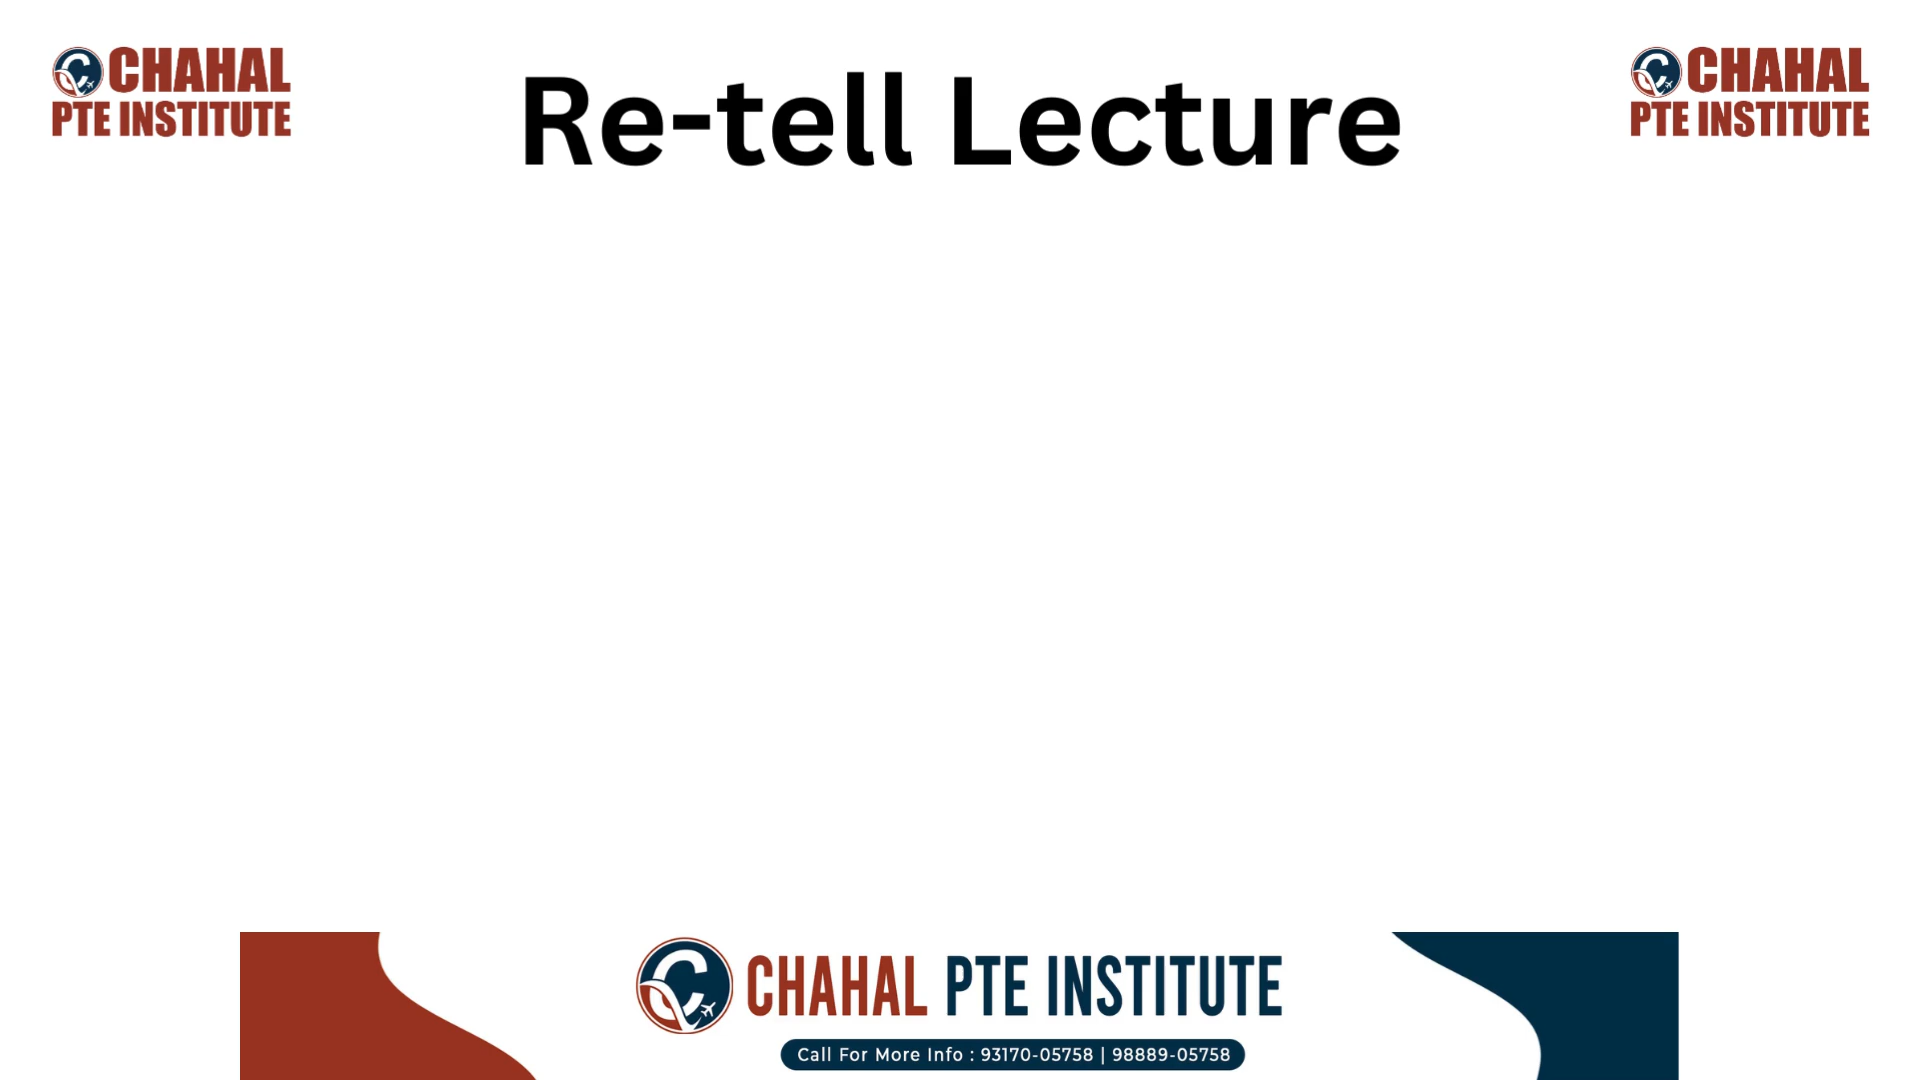 CHAHAL
PTE INSTITUTE
Re-tell Lecture
CHAHAL
PTE INSTITUTE
CHAHAL PTE INSTITUTE
Call For More Info : 93170-05758 | 98889-05758